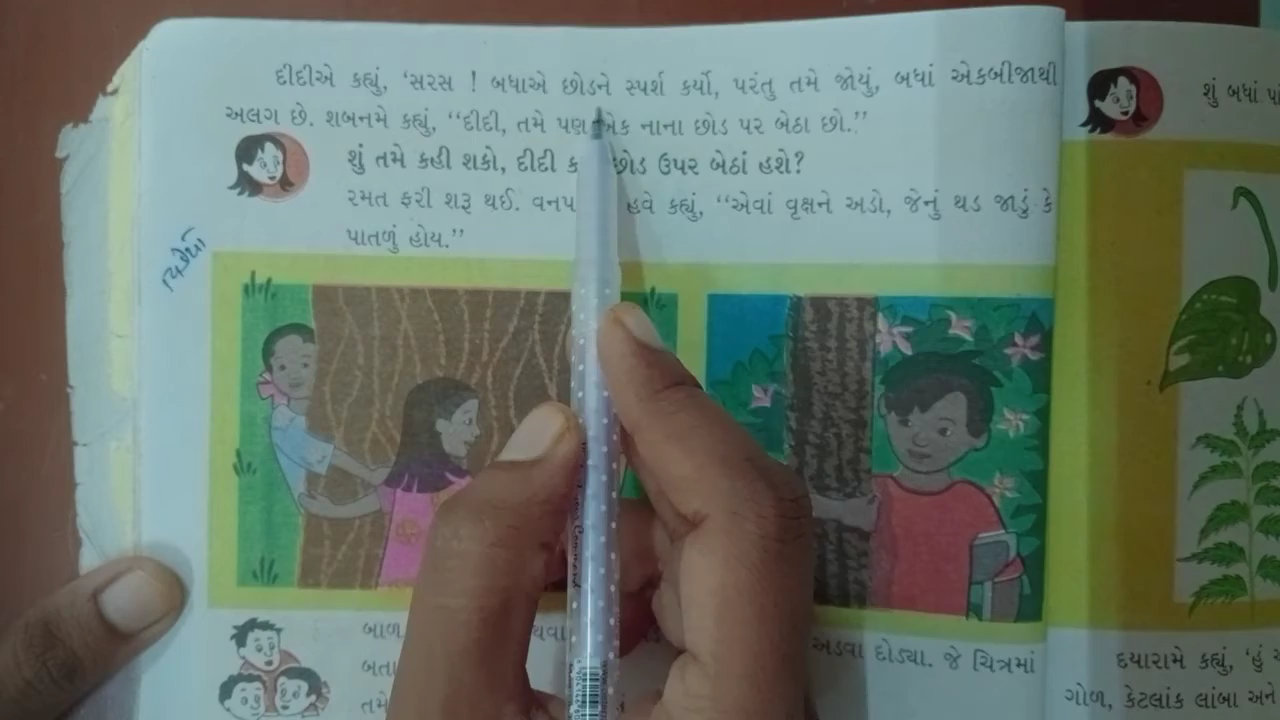 દીદીએ કહ્યું, ‘સરસ ! બધાએ છોડને સ્પર્શ કર્યો, પરંતુ તમે જોયું, બધાં એકબીજાથી
અલગ છે. શબનમે કહ્યું, “દીદી, તમે પણ એક નાના છોડ પર બેઠા છો.”
શું તમે કહી શકો, દીદી છોડ ઉપર બેઠાં હશે?
રમત ફરી શરૂ થઈ. હવે કહ્યું, “એવાં વૃક્ષને અડો, જેનું થડ જાડું કે
પાતળું હોય.”
અડવા દોડ્યા. જે ચિત્રમાં
તમે
શું બધાં
દયારામે કહ્યું, ‘હું
ગોળ, કેટલાંક લાંબા અને